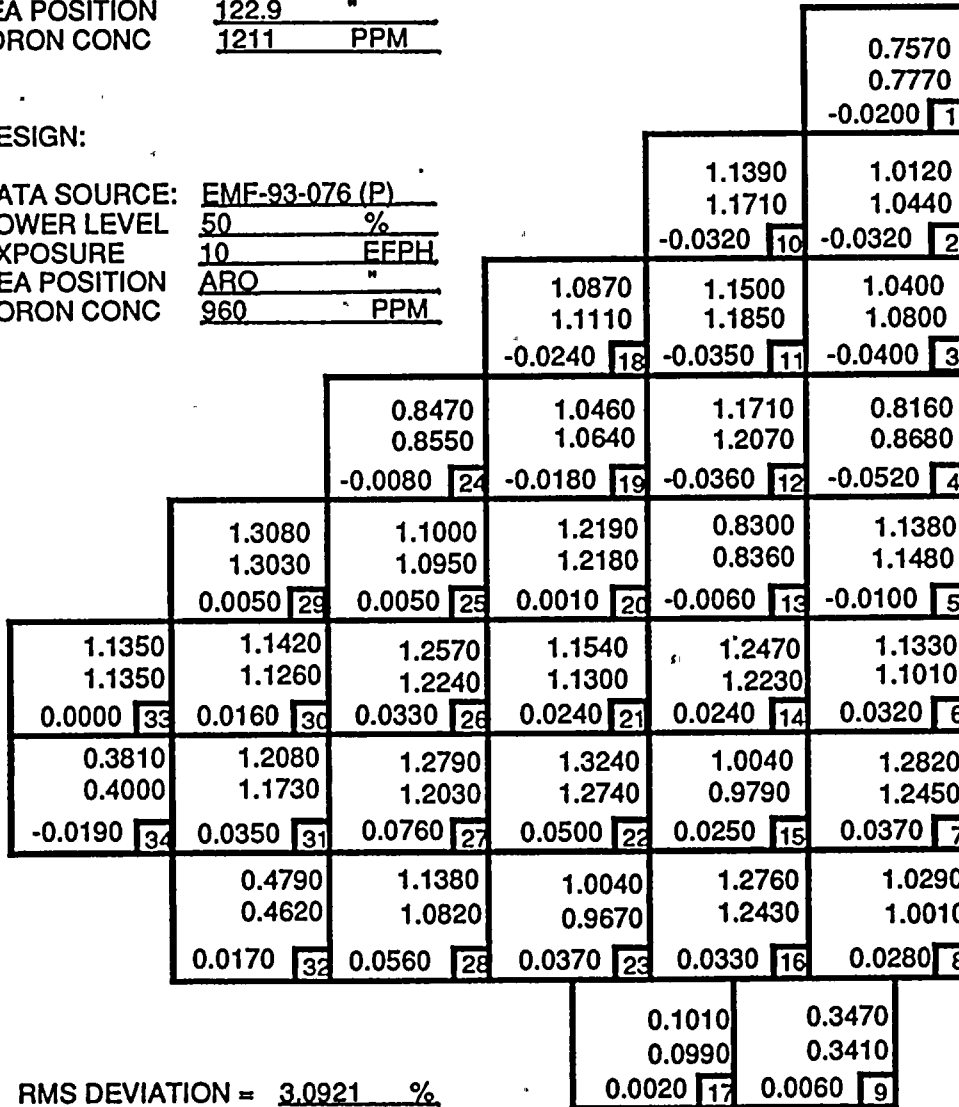 EA POSITION 122.9 "
ORON CONC 1211 PPM
ESIGN:
ATA SOURCE: EMF-93-076 (P)
OWER LEVEL 50 %
XPOSURE 10 EFPH
EA POSITION ARO "
ORON CONC 960 PPM
0.7570
0.7770
-0.0200 1
1.1390 1.0120
1.1710 1.0440
-0.0320 10 -0.0320 2
1.0870 1.1500 1.0400
1.1110 1.1850 1.0800
-0.0240 18 -0.0350 11 -0.0400 3
0.8470 1.0460 1.1710 0.8160
0.8550 1.0640 1.2070 0.8680
-0.0080 24 -0.0180 19 -0.0360 12 -0.0520 4
1.3080 1.1000 1.2190 0.8300 1.1380
1.3030 1.0950 1.2180 0.8360 1.1480
0.0050 29 0.0050 25 0.0010 20 -0.0060 13 -0.0100 5
1.1350 1.1420 1.2570 1.1540 1.2470 1.1330
1.1350 1.1260 1.2240 1.1300 1.2230 1.1010
0.0000 33 0.0160 30 0.0330 26 0.0240 21 0.0240 14 0.0320 6
0.3810 1.2080 1.2790 1.3240 1.0040 1.2820
0.4000 1.1730 1.2030 1.2740 0.9790 1.2450
-0.0190 34 0.0350 31 0.0760 27 0.0500 22 0.0250 15 0.0370 7
0.4790 1.1380 1.0040 1.2760 1.0290
0.4620 1.0820 0.9670 1.2430 1.0010
0.0170 32 0.0560 28 0.0370 23 0.0330 16 0.0280 8
0.1010 0.3470
0.0990 0.3410
0.0020 17 0.0060 9
RMS DEVIATION = 3.0921 %